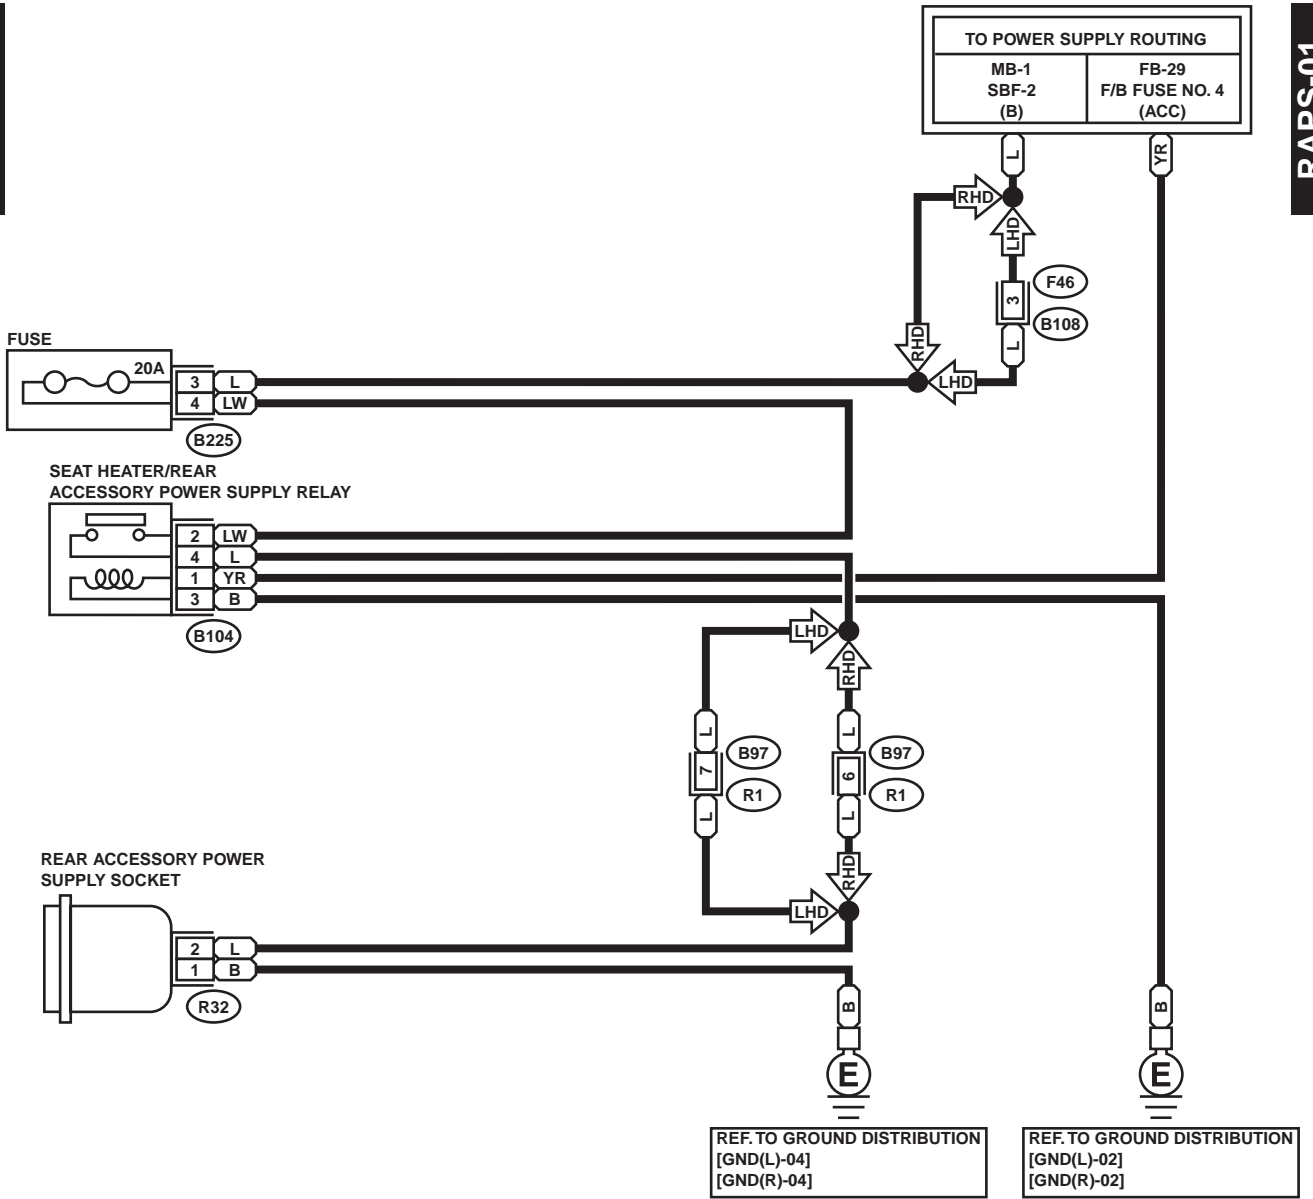 TO POWER SUPPLY ROUTING
MB-1
SBF-2
(B)
FB-29
F/B FUSE NO. 4
(ACC)
RAPS-01
L
YR
RHD
LHD
3
F46
B108
L
RHD
LHD
FUSE
20A
3 L
4 LW
B225
SEAT HEATER/REAR
ACCESSORY POWER SUPPLY RELAY
2 LW
4 L
1 YR
3 B
B104
LHD
RHD
L
L
7
B97
R1
6
B97
R1
L
L
RHD
LHD
REAR ACCESSORY POWER
SUPPLY SOCKET
2 L
1 B
R32
B
B
E
E
REF. TO GROUND DISTRIBUTION
[GND(L)-04]
[GND(R)-04]
REF. TO GROUND DISTRIBUTION
[GND(L)-02]
[GND(R)-02]